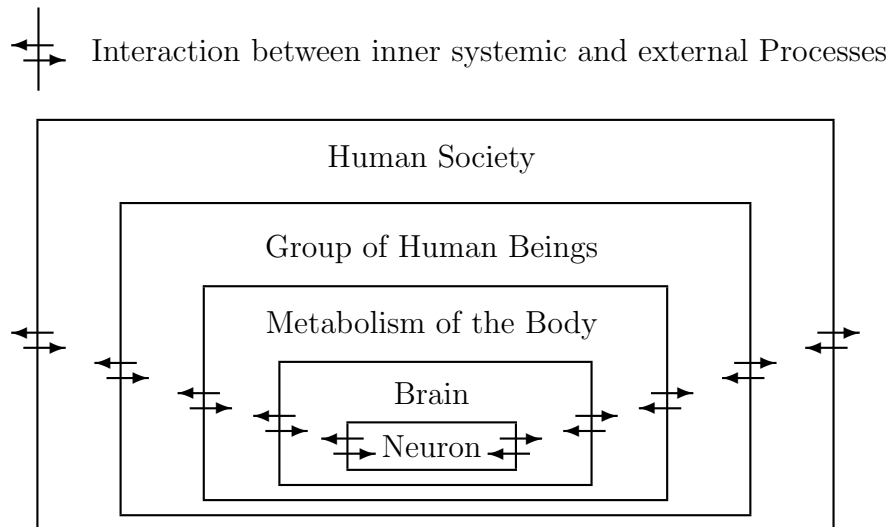 Interaction between inner systemic and external Processes
Human Society
Group of Human Beings
Metabolism of the Body
Brain
Neuron